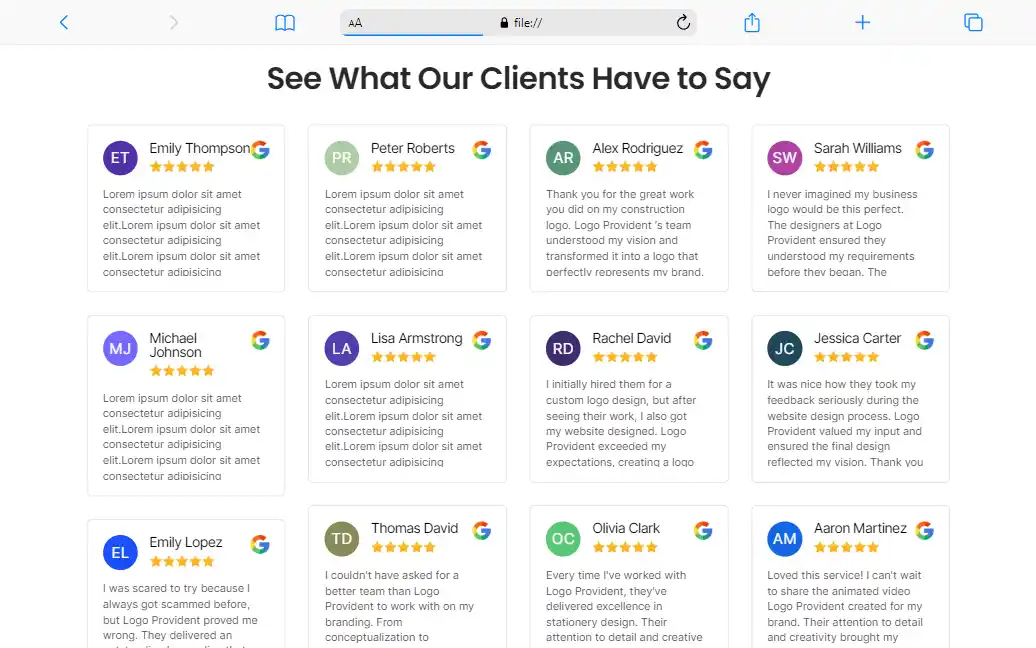 AA
file://
See What Our Clients Have to Say
ET
Emily Thompson
Lorem ipsum dolor sit amet
consectetur adipisicing
elit.Lorem ipsum dolor sit amet
consectetur adipisicing
elit.Lorem ipsum dolor sit amet
consectetur adipisicing
PR
Peter Roberts
Lorem ipsum dolor sit amet
consectetur adipisicing
elit.Lorem ipsum dolor sit amet
consectetur adipisicing
elit.Lorem ipsum dolor sit amet
consectetur adipisicing
AR
Alex Rodriguez
Thank you for the great work
you did on my construction
logo. Logo Provident 's team
understood my vision and
transformed it into a logo that
perfectly represents my brand.
SW
Sarah Williams
I never imagined my business
logo would be this perfect.
The designers at Logo
Provident ensured they
understood my requirements
before they began. The
MJ
Michael
Johnson
Lorem ipsum dolor sit amet
consectetur adipisicing
elit.Lorem ipsum dolor sit amet
consectetur adipisicing
elit.Lorem ipsum dolor sit amet
consectetur adipisicing
LA
Lisa Armstrong
Lorem ipsum dolor sit amet
consectetur adipisicing
elit.Lorem ipsum dolor sit amet
consectetur adipisicing
elit.Lorem ipsum dolor sit amet
consectetur adipisicing
RD
Rachel David
I initially hired them for a
custom logo design, but after
seeing their work, I also got
my website designed. Logo
Provident exceeded my
expectations, creating a logo
JC
Jessica Carter
It was nice how they took my
feedback seriously during the
website design process. Logo
Provident valued my input and
ensured the final design
reflected my vision. Thank you
EL
Emily Lopez
I was scared to try because I
always got scammed before,
but Logo Provident proved me
wrong. They delivered an
TD
Thomas David
I couldn't have asked for a
better team than Logo
Provident to work with on my
branding. From
conceptualization to
OC
Olivia Clark
Every time I've worked with
Logo Provident, they've
delivered excellence in
stationery design. Their
attention to detail and creative
AM
Aaron Martinez
Loved this service! I can't wait
to share the animated video
Logo Provident created for my
brand. Their attention to detail
and creativity brought my